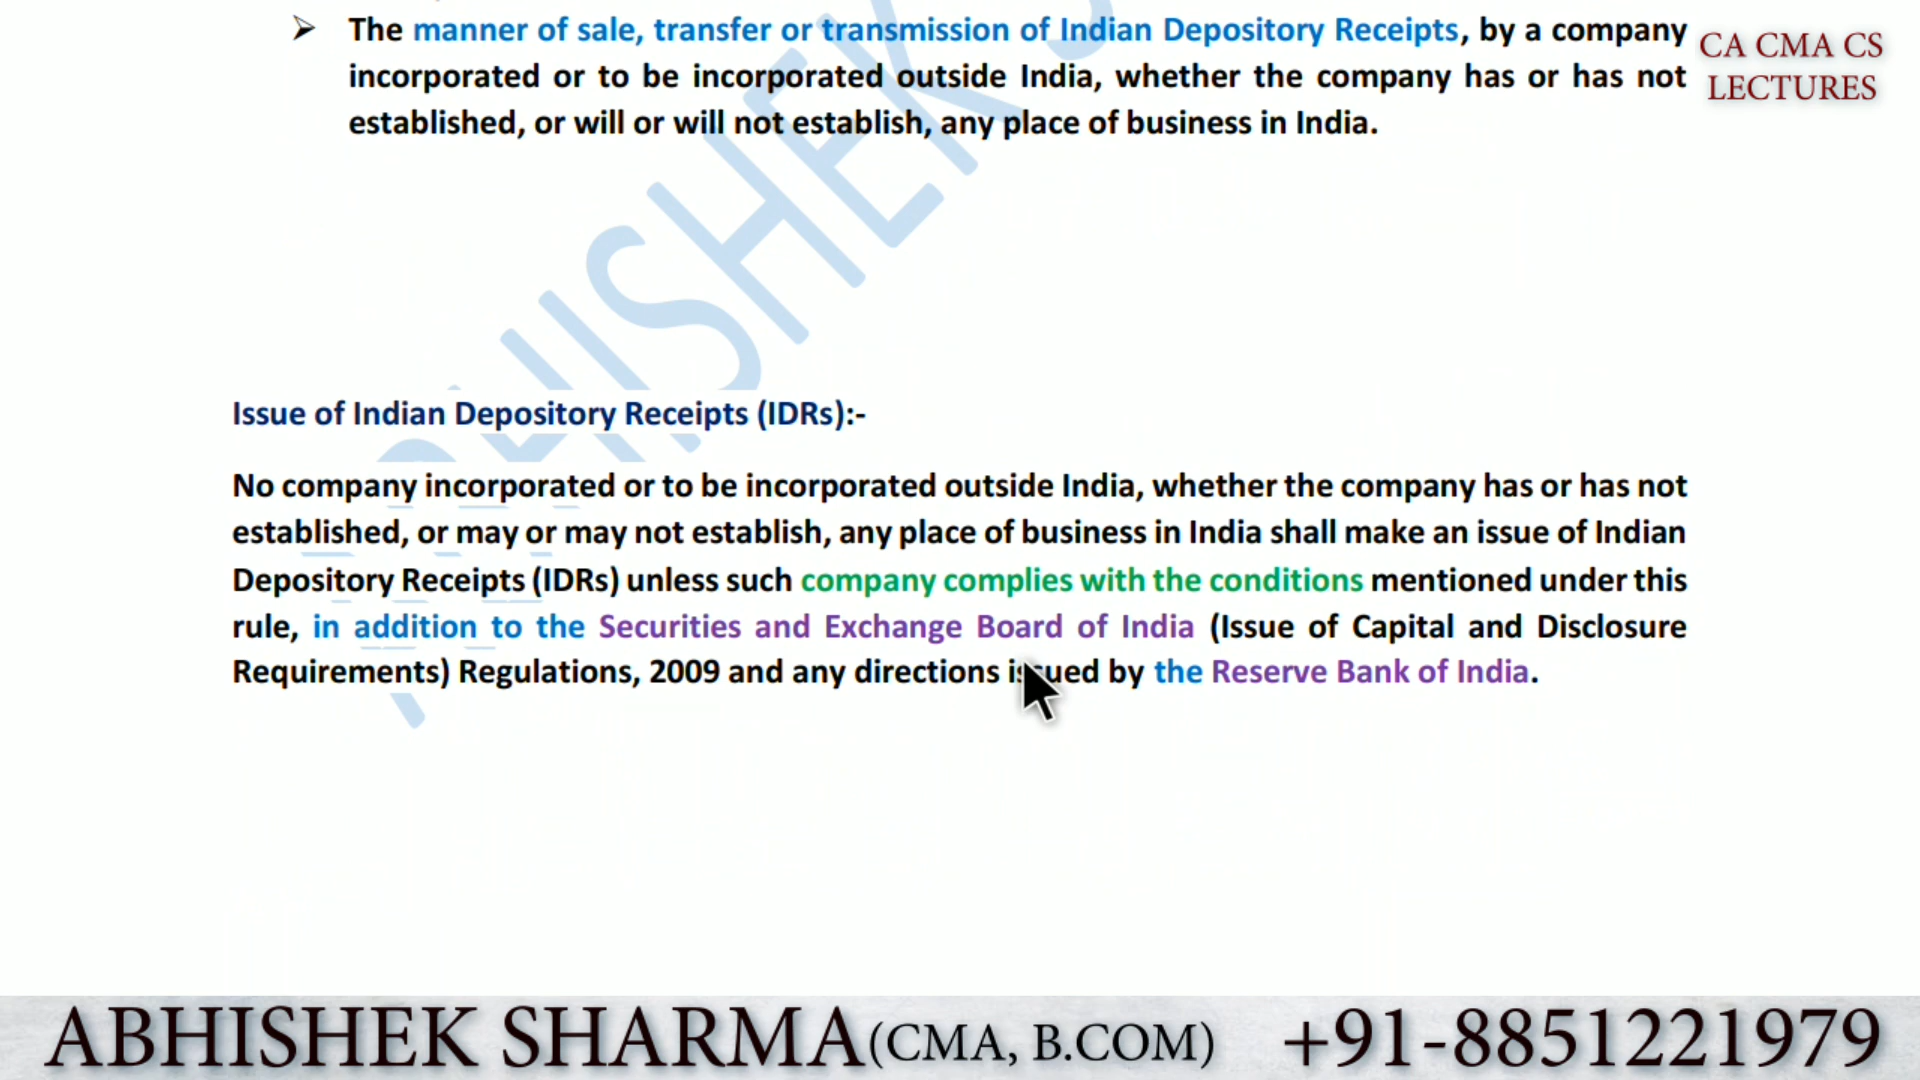 ➢ The manner of sale, transfer or transmission of Indian Depository Receipts, by a company
incorporated or to be incorporated outside India, whether the company has or has not
established, or will or will not establish, any place of business in India.
CA CMA CS
LECTURES
Issue of Indian Depository Receipts (IDRs):-
No company incorporated or to be incorporated outside India, whether the company has or has not
established, or may or may not establish, any place of business in India shall make an issue of Indian
Depository Receipts (IDRs) unless such company complies with the conditions mentioned under this
rule, in addition to the Securities and Exchange Board of India (Issue of Capital and Disclosure
Requirements) Regulations, 2009 and any directions issued by the Reserve Bank of India.
ABHISHEK SHARMA(CMA, B.COM) +91-8851221979